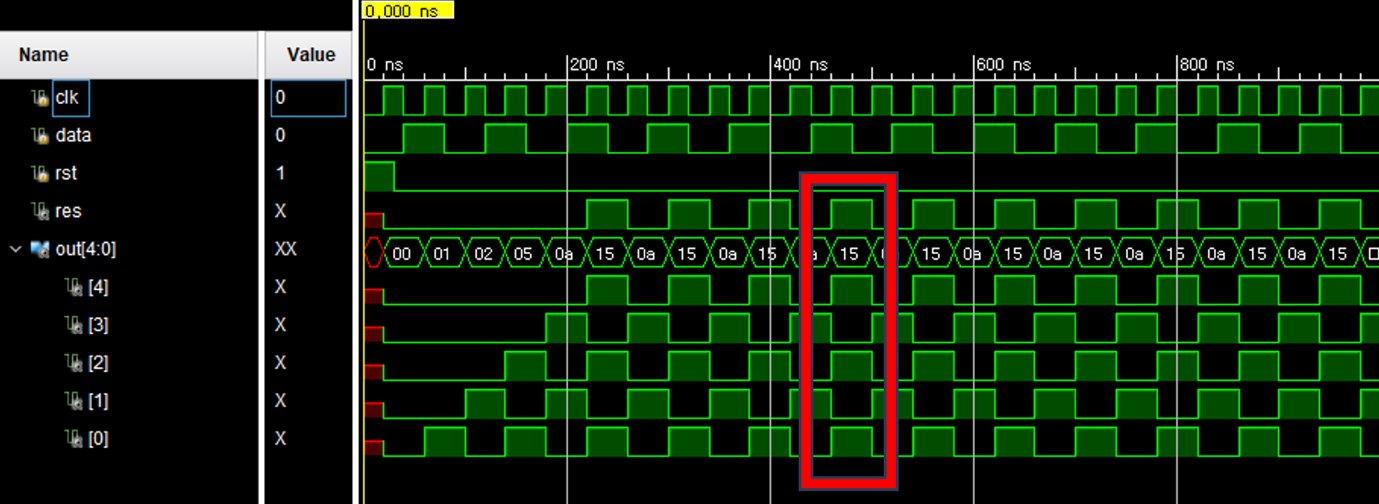 0,000 ns
Name Value
0 ns 200 ns 400 ns 600 ns 800 ns
clk 0
data 0
rst 1
res X
out[4:0] XX 00 01 02 05 0a 15 0a 15 0a 15 15 15 0a 15 0a 15 0a 15 0a 15 0a 15
[4] X
[3] X
[2] X
[1] X
[0] X